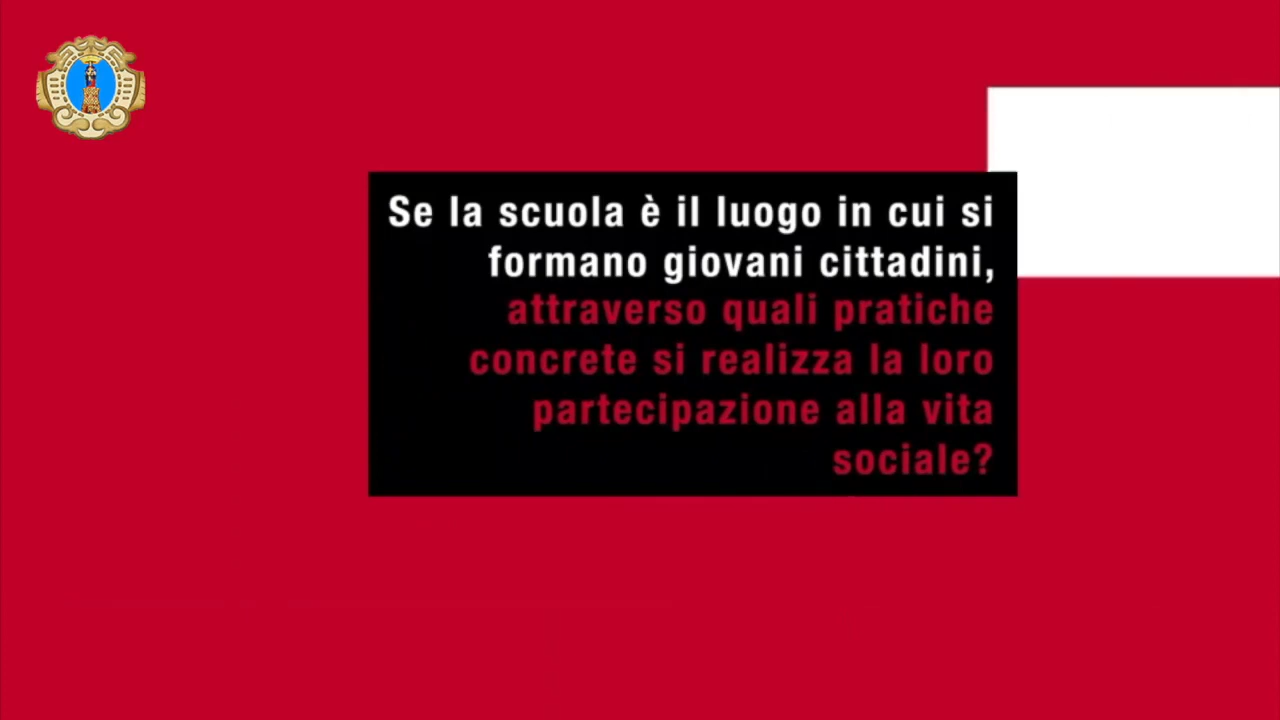 Se la scuola è il luogo in cui si
formano giovani cittadini,
attraverso quali pratiche
concrete si realizza la loro
partecipazione alla vita
sociale?